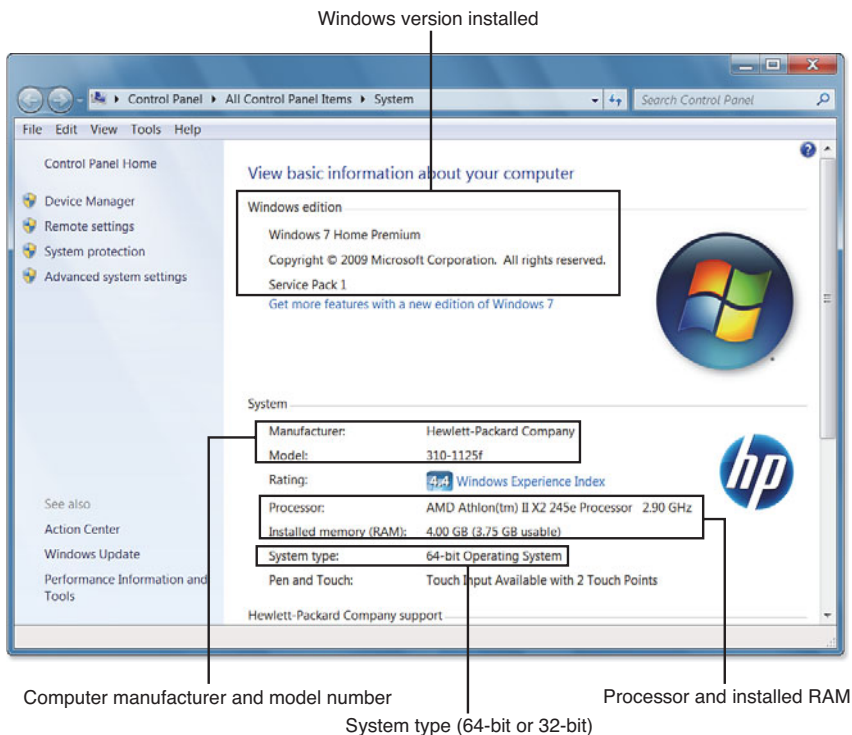 Windows version installed
Control Panel ▸ All Control Panel Items ▸ System
Search Control Panel
File Edit View Tools Help
Control Panel Home
Device Manager
Remote settings
System protection
Advanced system settings
View basic information about your computer
Windows edition
Windows 7 Home Premium
Copyright © 2009 Microsoft Corporation. All rights reserved.
Service Pack 1
Get more features with a new edition of Windows 7
System
Manufacturer: Hewlett-Packard Company
Model: 310-1125f
Rating: 4.4 Windows Experience Index
Processor: AMD Athlon(tm) II X2 245e Processor 2.90 GHz
Installed memory (RAM): 4.00 GB (3.75 GB usable)
System type: 64-bit Operating System
Pen and Touch: Touch Input Available with 2 Touch Points
hp
Hewlett-Packard Company support
See also
Action Center
Windows Update
Performance Information and
Tools
Computer manufacturer and model number
Processor and installed RAM
System type (64-bit or 32-bit)